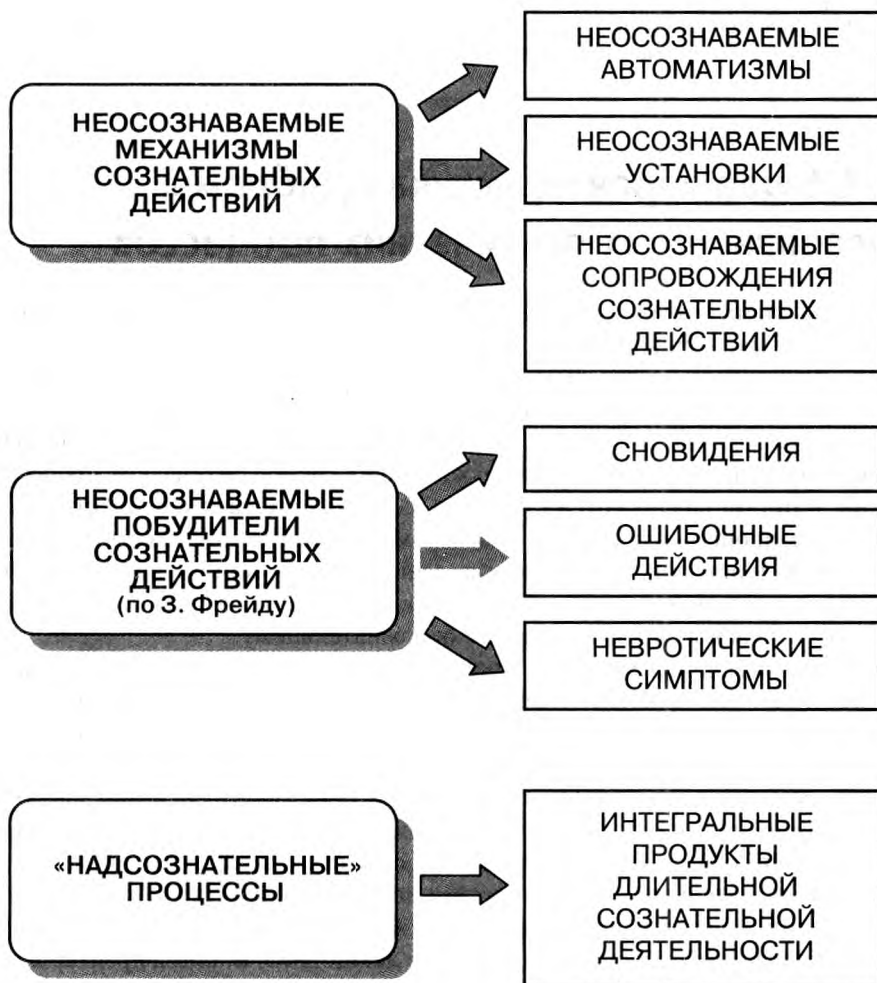 НЕОСОЗНАВАЕМЫЕ
МЕХАНИЗМЫ
СОЗНАТЕЛЬНЫХ
ДЕЙСТВИЙ
НЕОСОЗНАВАЕМЫЕ
АВТОМАТИЗМЫ
НЕОСОЗНАВАЕМЫЕ
УСТАНОВКИ
НЕОСОЗНАВАЕМЫЕ
СОПРОВОЖДЕНИЯ
СОЗНАТЕЛЬНЫХ
ДЕЙСТВИЙ
НЕОСОЗНАВАЕМЫЕ
ПОБУДИТЕЛИ
СОЗНАТЕЛЬНЫХ
ДЕЙСТВИЙ
(по З. Фрейду)
СНОВИДЕНИЯ
ОШИБОЧНЫЕ
ДЕЙСТВИЯ
НЕВРОТИЧЕСКИЕ
СИМПТОМЫ
«НАДСОЗНАТЕЛЬНЫЕ»
ПРОЦЕССЫ
ИНТЕГРАЛЬНЫЕ
ПРОДУКТЫ
ДЛИТЕЛЬНОЙ
СОЗНАТЕЛЬНОЙ
ДЕЯТЕЛЬНОСТИ